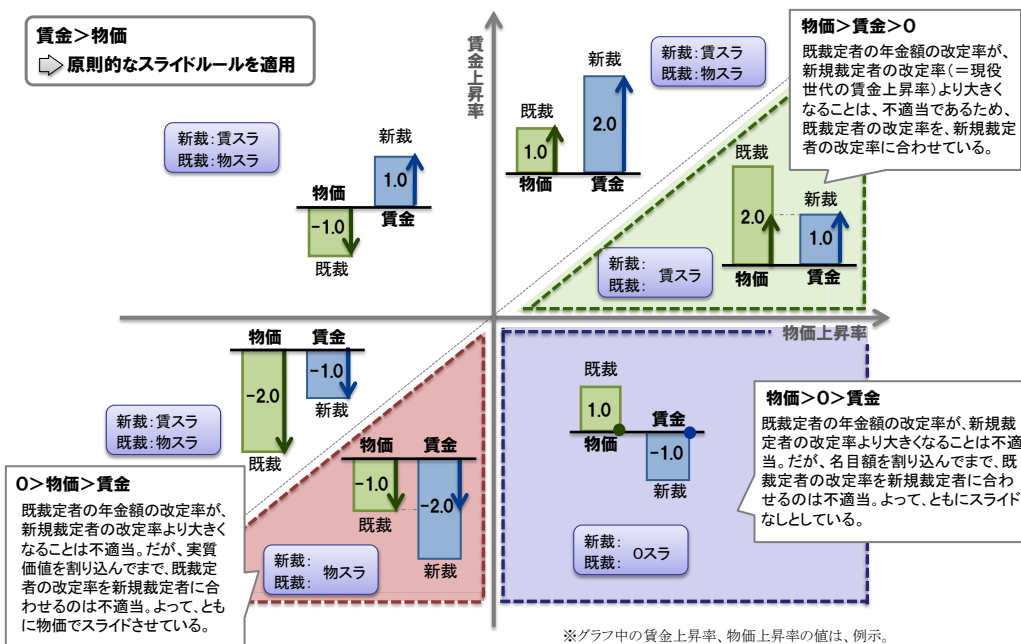 賃金>物価
原則的なスライドルールを適用
賃金上昇率
新裁：賃スラ
既裁：物スラ
物価
-1.0
既裁
新裁
1.0
賃金
既裁
1.0
物価
新裁
2.0
賃金
新裁：賃スラ
既裁：物スラ
物価>賃金>0
既裁定者の年金額の改定率が、
新規裁定者の改定率（＝現役
世代の賃金上昇率）より大きく
なることは、不適当であるため、
既裁定者の改定率を、新規裁定
者の改定率に合わせている。
既裁
2.0
物価
新裁
1.0
賃金
新裁：
既裁： 賃スラ
物価上昇率
物価
-2.0
既裁
賃金
-1.0
新裁
新裁：賃スラ
既裁：物スラ
物価
-1.0
既裁
賃金
-2.0
新裁
新裁：
既裁： 物スラ
0>物価>賃金
既裁定者の年金額の改定率が、
新規裁定者の改定率より大きく
なることは不適当。だが、実質
価値を割り込んでまで、既裁定
者の改定率を新規裁定者に合
わせるのは不適当。よって、とも
に物価でスライドさせている。
既裁
1.0
物価
賃金
-1.0
新裁
新裁：
既裁： 0スラ
物価>0>賃金
既裁定者の年金額の改定率が、新規裁
定者の改定率より大きくなることは不適
当。だが、名目額を割り込んでまで、既
裁定者の改定率を新規裁定者に合わ
せるのは不適当。よって、ともにスライド
なしとしている。
※グラフ中の賃金上昇率、物価上昇率の値は、例示。